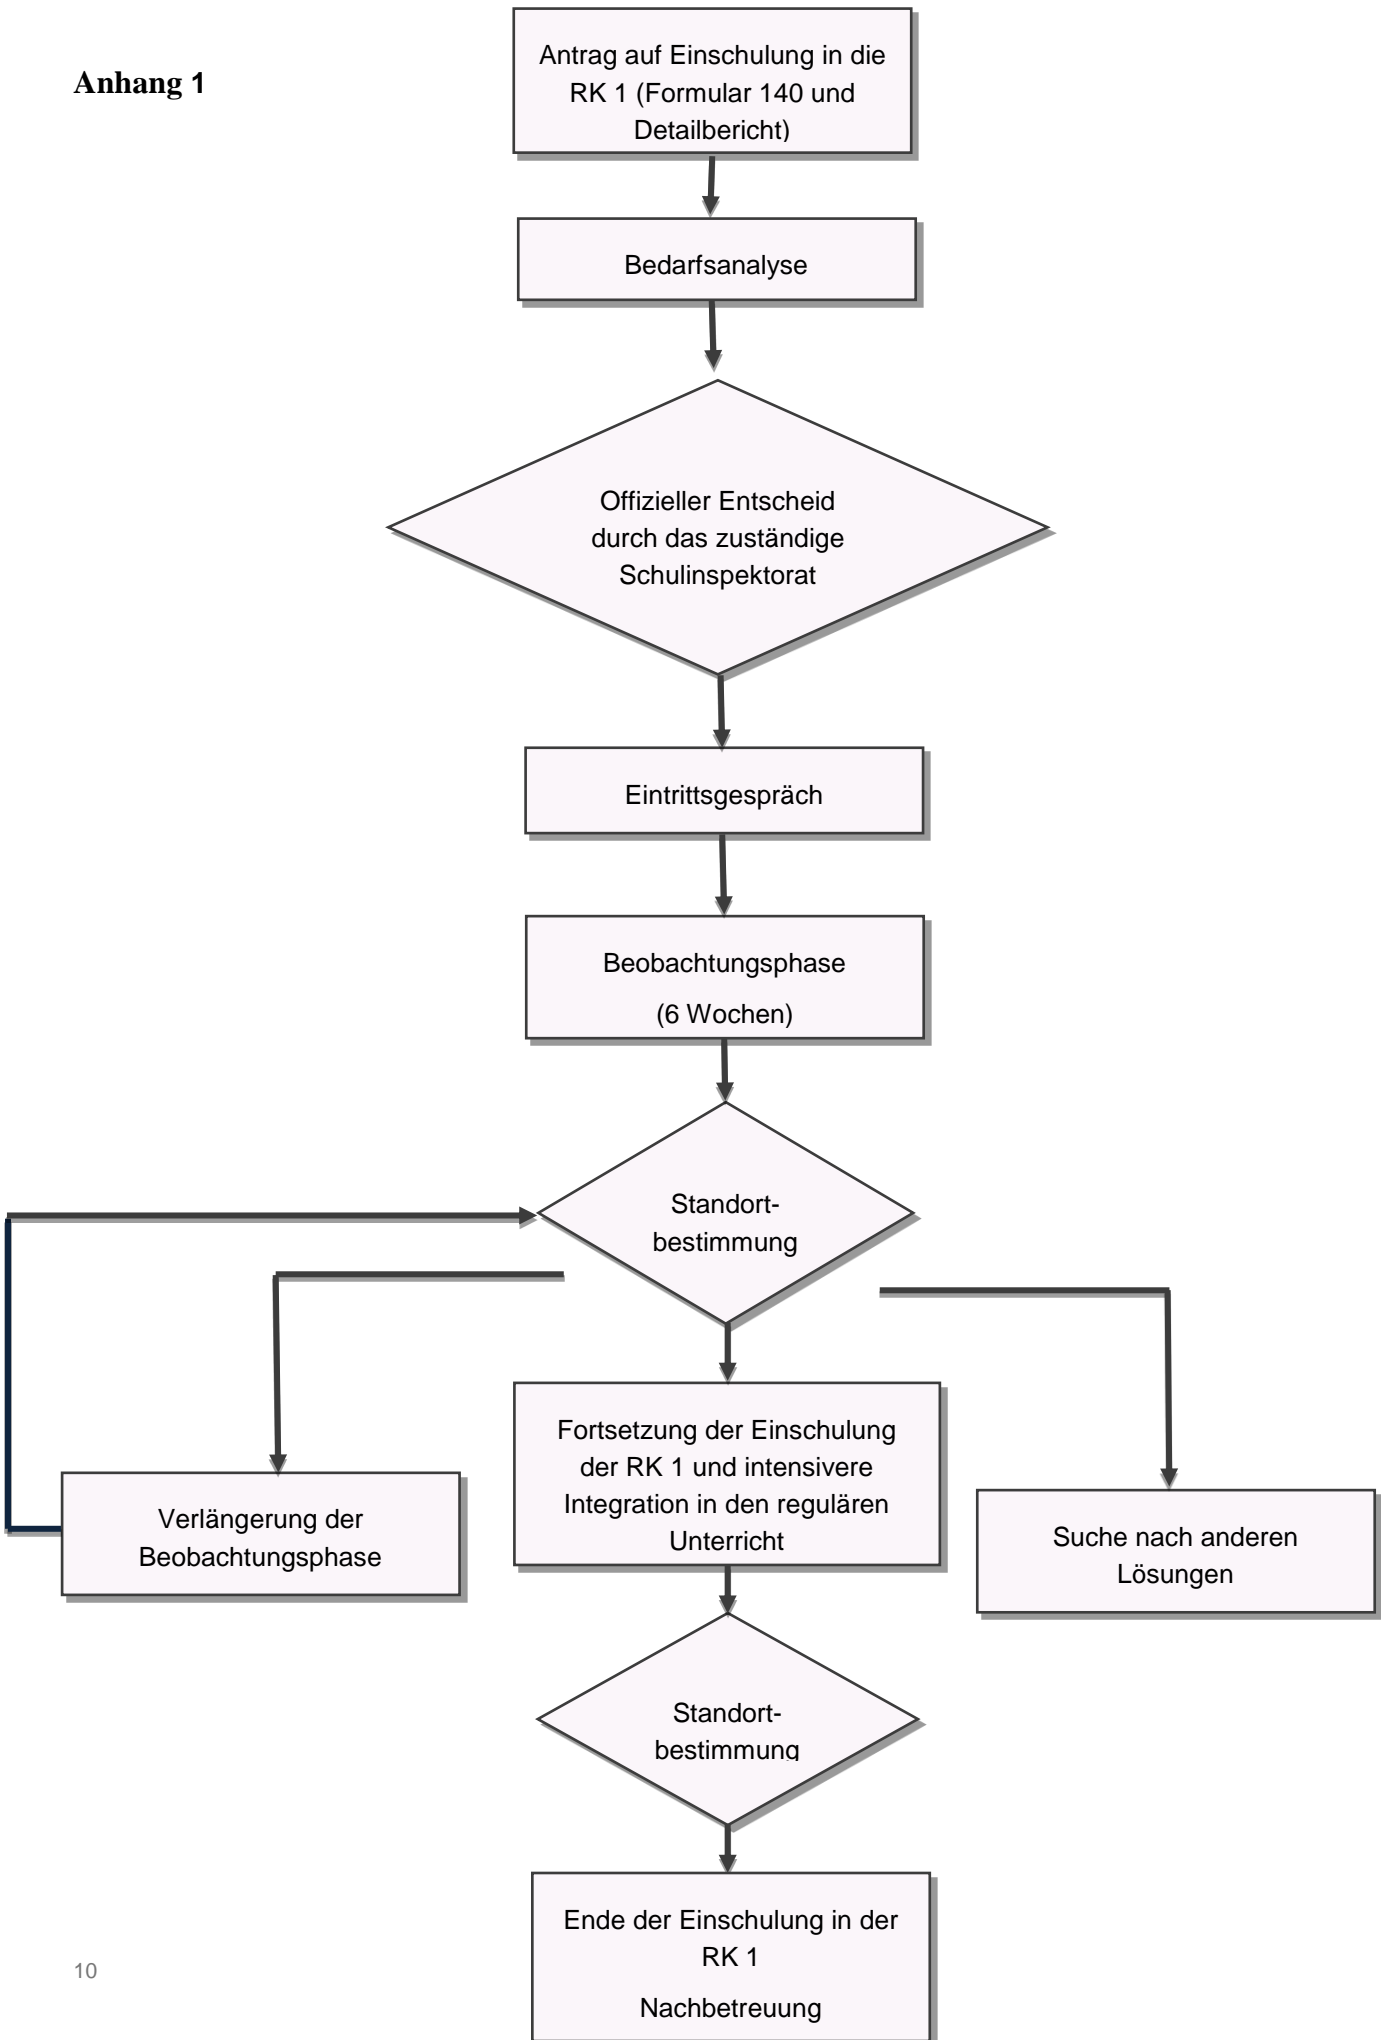 Anhang 1
Antrag auf Einschulung in die
RK 1 (Formular 140 und
Detailbericht)
Bedarfsanalyse
Offizieller Entscheid
durch das zuständige
Schulinspektorat
Eintrittsgespräch
Beobachtungsphase
(6 Wochen)
Standort-
bestimmung
Verlängerung der
Beobachtungsphase
Fortsetzung der Einschulung
der RK 1 und intensivere
Integration in den regulären
Unterricht
Suche nach anderen
Lösungen
Standort-
bestimmung
Ende der Einschulung in der
RK 1
Nachbetreuung
10